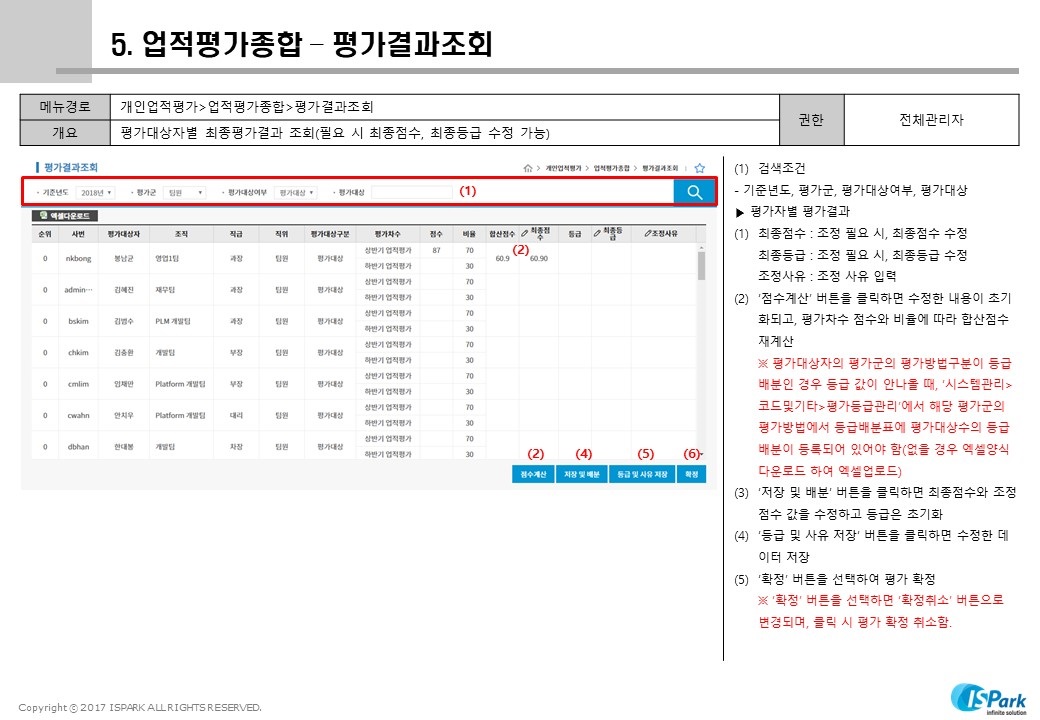 5. 업적평가종합 – 평가결과조회
메뉴경로 개인업적평가>업적평가종합>평가결과조회 권한 전체관리자
개요 평가대상자별 최종평가결과 조회(필요 시 최종점수, 최종등급 수정 가능)
평가결과조회 > 개인업적평가 > 업적평가종합 > 평가결과조회
· 기준년도 2018년 · 평가군 팀원 · 평가대상여부 평가대상 · 평가대상 (1)
엑셀다운로드
순위 사번 평가대상자 조직 직급 직위 평가대상구분 평가차수 점수 비율 합산점수 최종점수 등급 최종등급 조정사유
(2)
0 nkbong 봉남균 영업1팀 과장 팀원 평가대상 상반기 업적평가 87 70 60.9 60.90
하반기 업적평가 30
0 admin… 김혜진 재무팀 과장 팀원 평가대상 상반기 업적평가 70
하반기 업적평가 30
0 bskim 김범수 PLM 개발팀 과장 팀원 평가대상 상반기 업적평가 70
하반기 업적평가 30
0 chkim 김충환 개발팀 부장 팀원 평가대상 상반기 업적평가 70
하반기 업적평가 30
0 cmlim 임채만 Platform 개발팀 부장 팀원 평가대상 상반기 업적평가 70
하반기 업적평가 30
0 cwahn 안치우 Platform 개발팀 대리 팀원 평가대상 상반기 업적평가 70
하반기 업적평가 30
0 dbhan 한대봉 개발팀 차장 팀원 평가대상 상반기 업적평가 70
하반기 업적평가 30
(2) (4) (5) (6)
점수계산 저장 및 배분 등급 및 사유 저장 확정
(1) 검색조건
- 기준년도, 평가군, 평가대상여부, 평가대상
▶ 평가자별 평가결과
(1) 최종점수 : 조정 필요 시, 최종점수 수정
최종등급 : 조정 필요 시, 최종등급 수정
조정사유 : 조정 사유 입력
(2) ‘점수계산’ 버튼을 클릭하면 수정한 내용이 초기
화되고, 평가차수 점수와 비율에 따라 합산점수
재계산
※ 평가대상자의 평가군의 평가방법구분이 등급
배분인 경우 등급 값이 안나올 때, ‘시스템관리>
코드및기타>평가등급관리’에서 해당 평가군의
평가방법에서 등급배분표에 평가대상수의 등급
배분이 등록되어 있어야 함(없을 경우 엑셀양식
다운로드 하여 엑셀업로드)
(3) ‘저장 및 배분’ 버튼을 클릭하면 최종점수와 조정
점수 값을 수정하고 등급은 초기화
(4) ‘등급 및 사유 저장’ 버튼을 클릭하면 수정한 데
이터 저장
(5) ‘확정’ 버튼을 선택하여 평가 확정
※ ‘확정’ 버튼을 선택하면 ‘확정취소’ 버튼으로
변경되며, 클릭 시 평가 확정 취소함.
Copyright ⓒ 2017 ISPARK ALL RIGHTS RESERVED.
ISPark
infinite solution